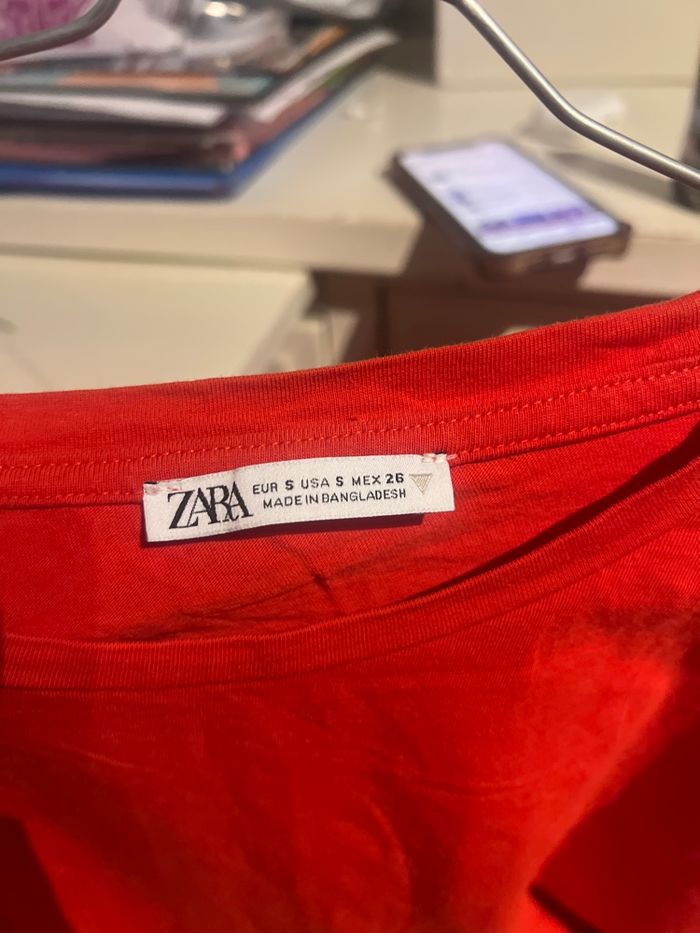 ZARA
EUR S USA S MEX 26
MADE IN BANGLADESH